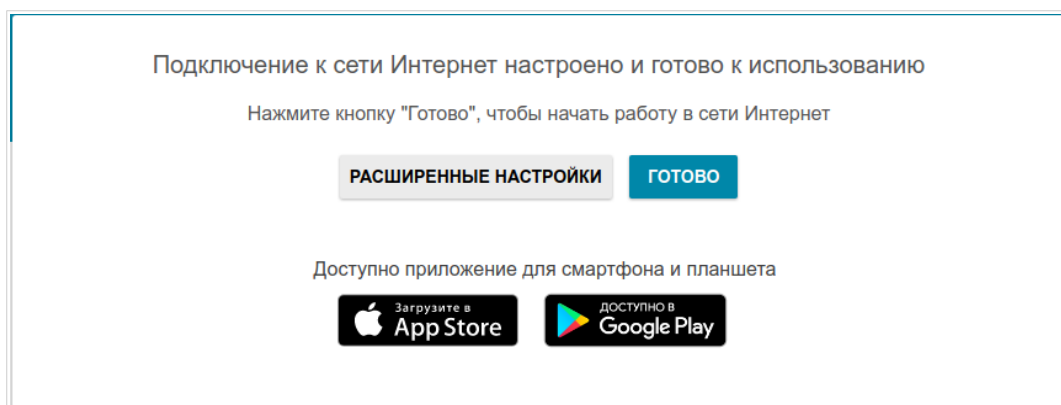 Подключение к сети Интернет настроено и готово к использованию
Нажмите кнопку "Готово", чтобы начать работу в сети Интернет
РАСШИРЕННЫЕ НАСТРОЙКИ ГОТОВО
Доступно приложение для смартфона и планшета
Загрузите в
App Store
ДОСТУПНО В
Google Play